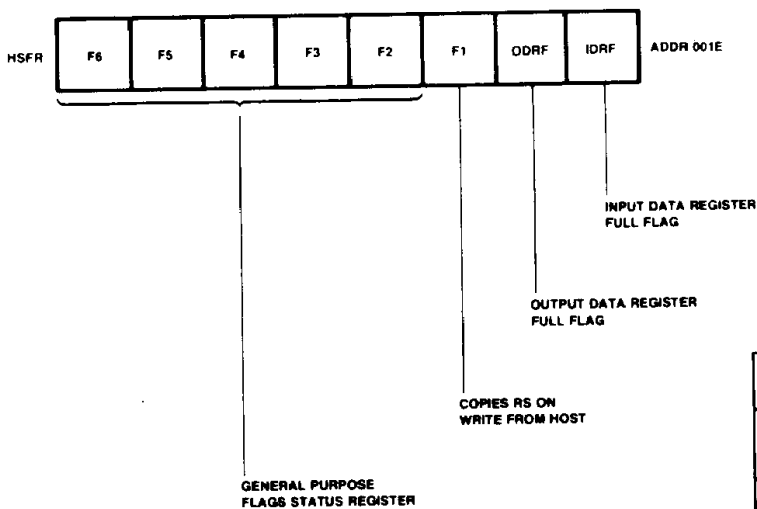 HSFR F6 F5 F4 F3 F2 F1 ODRF IDRF ADDR 001E
INPUT DATA REGISTER
FULL FLAG
OUTPUT DATA REGISTER
FULL FLAG
COPIES RS ON
WRITE FROM HOST
GENERAL PURPOSE
FLAGS STATUS REGISTER